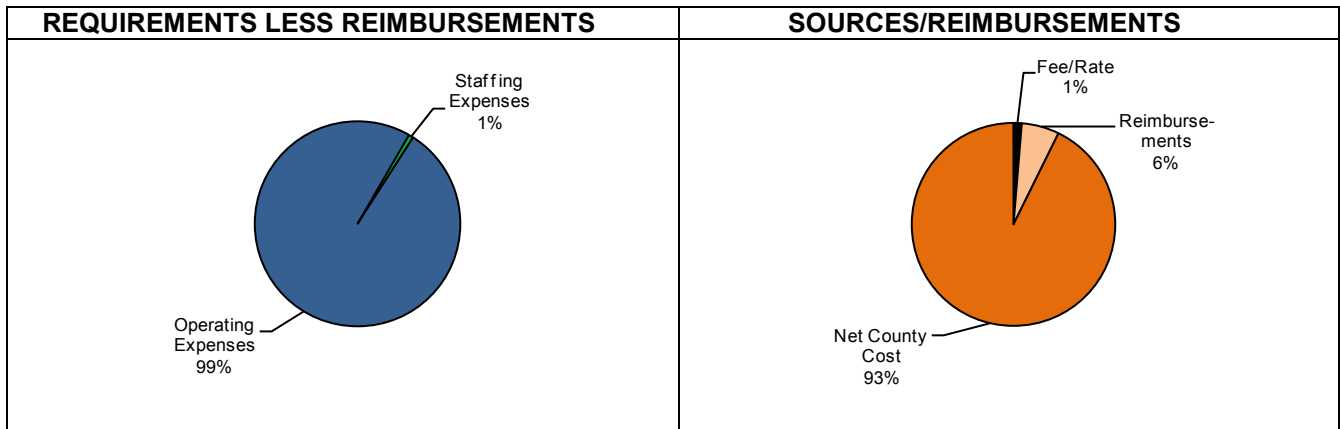 REQUIREMENTS LESS REIMBURSEMENTS
Staffing
Expenses
1%
Operating
Expenses
99%
SOURCES/REIMBURSEMENTS
Fee/Rate
1%
Reimburse-
ments
6%
Net County
Cost
93%